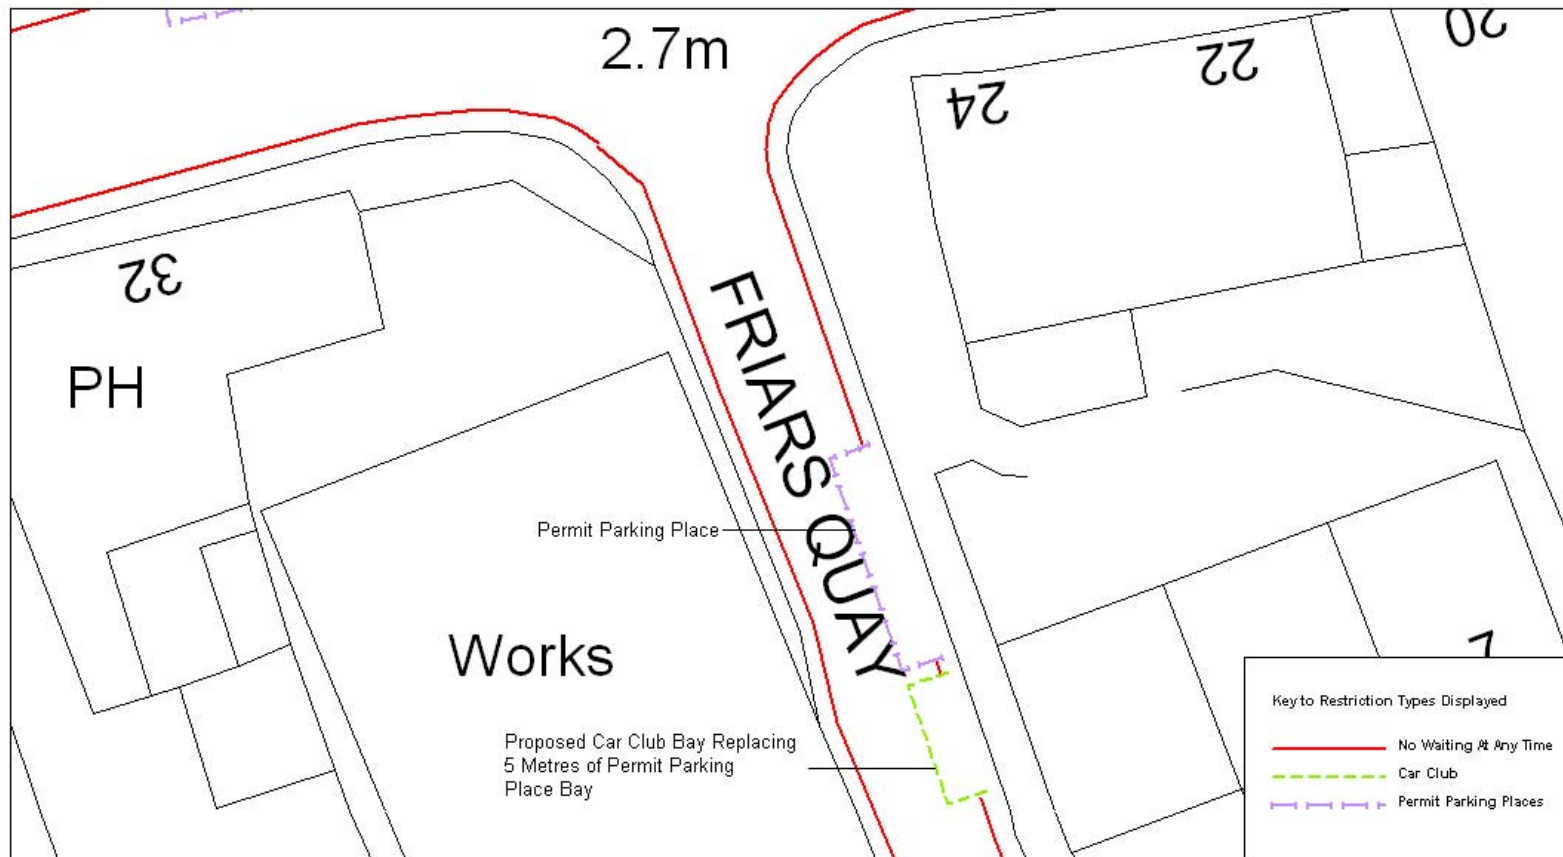 2.7m
20
22
24
32
PH
FRIARS QUAY
Permit Parking Place
Works
Proposed Car Club Bay Replacing
5 Metres of Permit Parking
Place Bay
Key to Restriction Types Displayed
No Waiting At Any Time
Car Club
Permit Parking Places